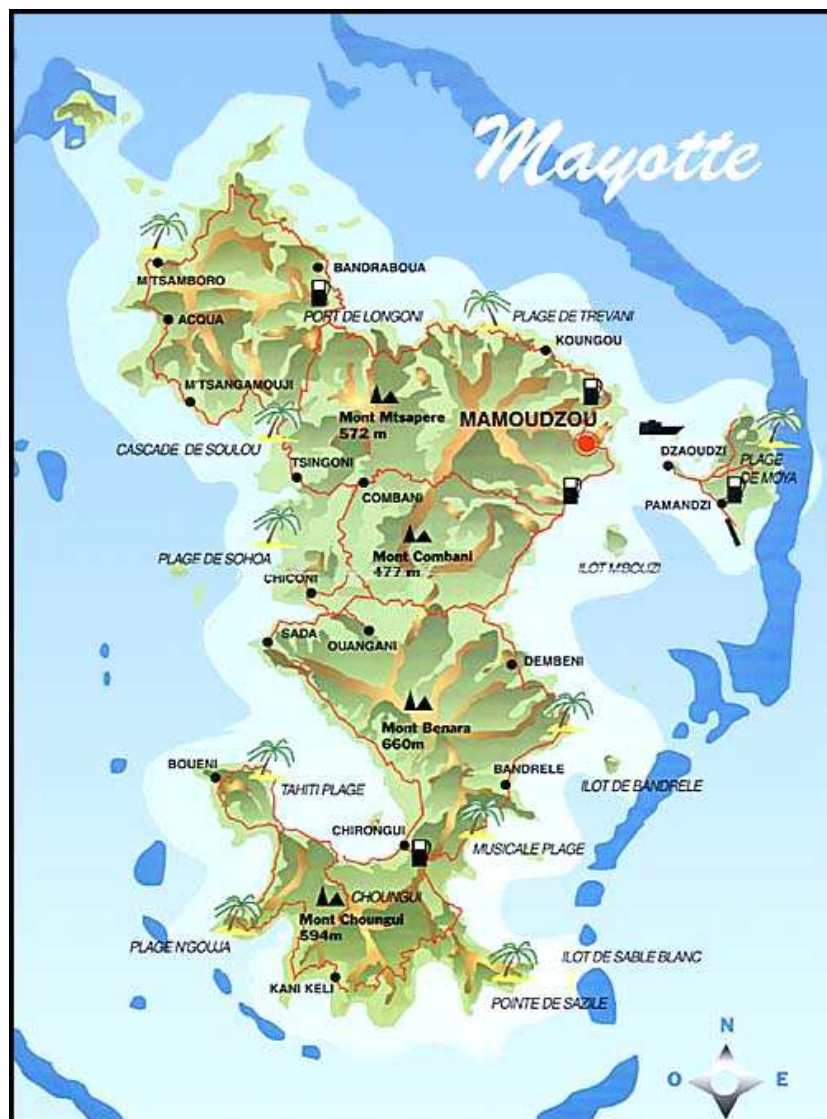 Mayotte
M'TSAMBORO
BANDRABOUA
ACQUA
PORT DE LONGONI
PLAGE DE TREVANI
KOUNGOU
M'TSANGAMOUJI
Mont Mtsapere
572 m
MAMOUDZOU
CASCADE DE SOULOU
TSINGONI
COMBANI
DZAOUDZI
PLAGE
DE MOYA
PAMANDZI
PLAGE DE SOHOA
Mont Combani
477 m
ILOT M'BOUZI
CHICONI
SADA
OUANGANI
DEMBENI
Mont Benara
660m
BOUENI
TAHITI PLAGE
BANDRELE
ILOT DE BANDRELE
CHIRONGUI
MUSICALE PLAGE
CHOUNGUI
Mont Choungui
594m
PLAGE N'GOUJA
ILOT DE SABLE BLANC
KANI KELI
POINTE DE SAZILE
N
O
E
S